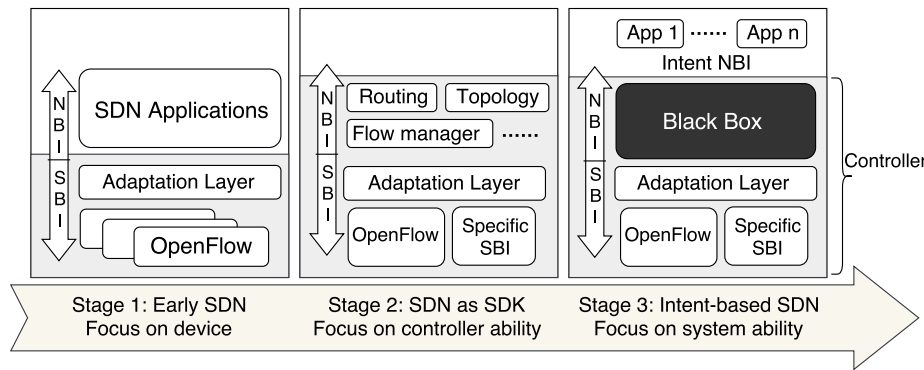 N
B
I
S
B
I
SDN Applications
Adaptation Layer
OpenFlow
N
B
I
S
B
I
Routing
Topology
Flow manager ······
Adaptation Layer
OpenFlow
Specific
SBI
App 1 ······ App n
Intent NBI
N
B
I
S
B
I
Black Box
Adaptation Layer
OpenFlow
Specific
SBI
Controller
Stage 1: Early SDN
Focus on device
Stage 2: SDN as SDK
Focus on controller ability
Stage 3: Intent-based SDN
Focus on system ability